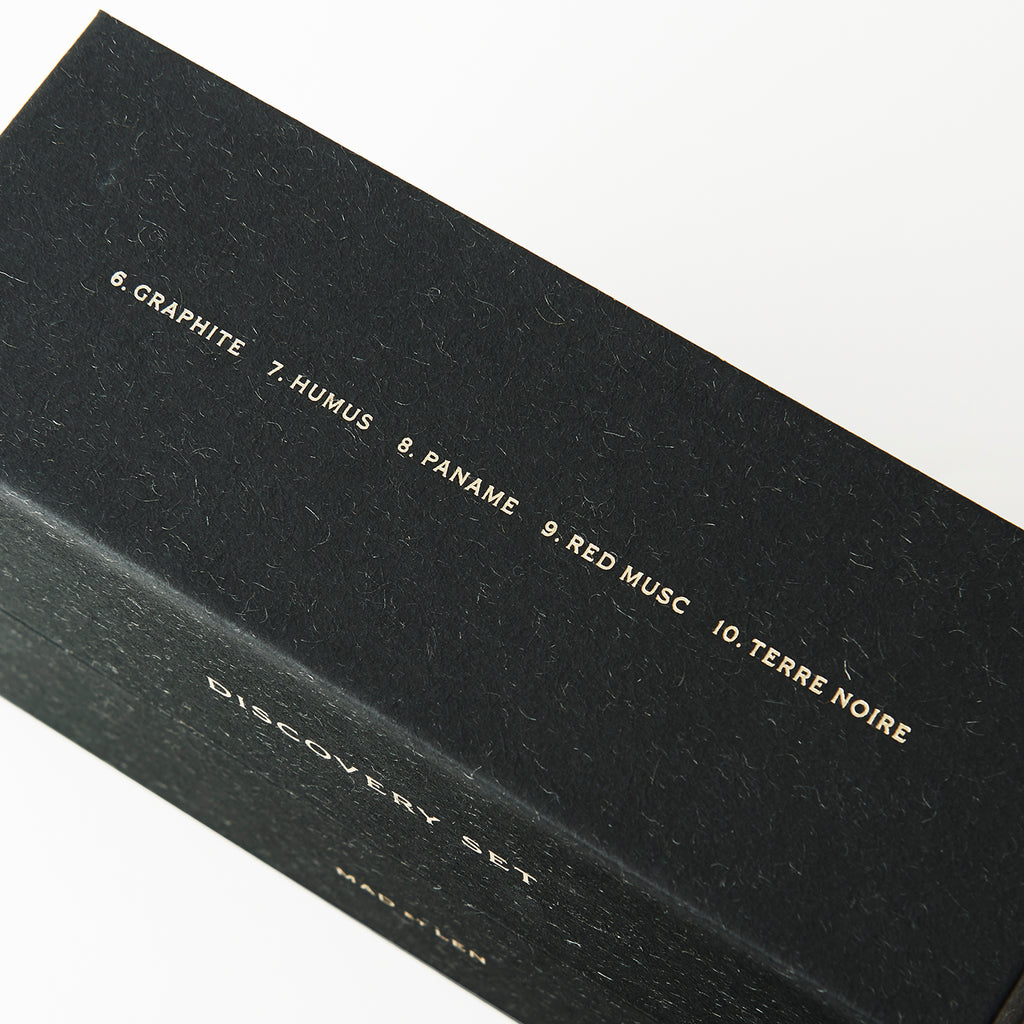 6. GRAPHITE 7. HUMUS 8. PANAME 9. RED MUSC 10. TERRE NOIRE
DISCOVERY SET
MAD ET LEN